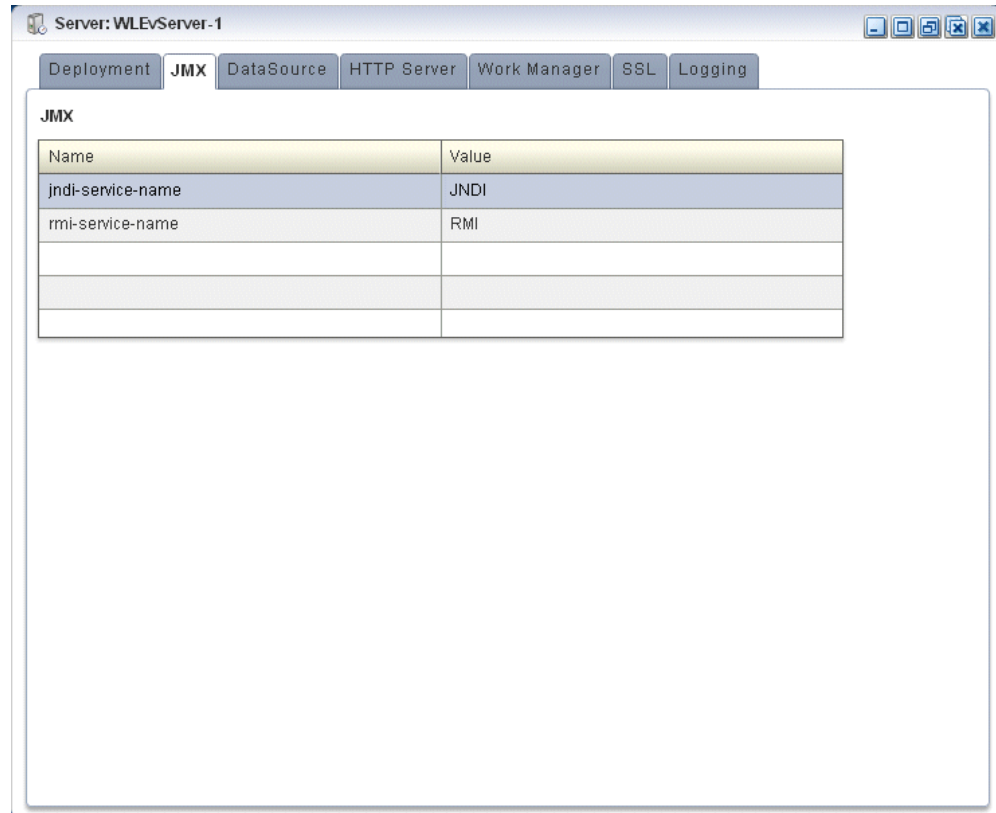 Server: WLEvServer-1
Deployment JMX DataSource HTTP Server Work Manager SSL Logging
JMX
Name Value
jndi-service-name JNDI
rmi-service-name RMI